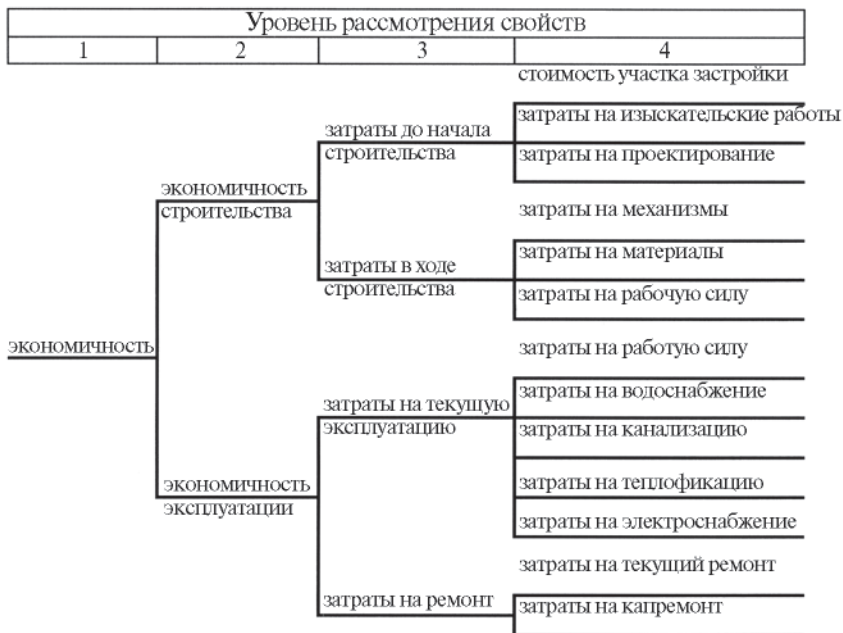 Уровень рассмотрения свойств
1 2 3 4
стоимость участка застройки
затраты на изыскательские работы
затраты до начала
строительства
затраты на проектирование
экономичность
строительства
затраты на механизмы
затраты на материалы
затраты в ходе
строительства
затраты на рабочую силу
экономичность
затраты на работую силу
затраты на водоснабжение
затраты на текущую
эксплуатацию
затраты на канализацию
экономичность
эксплуатации
затраты на теплофикацию
затраты на электроснабжение
затраты на текущий ремонт
затраты на ремонт
затраты на капремонт